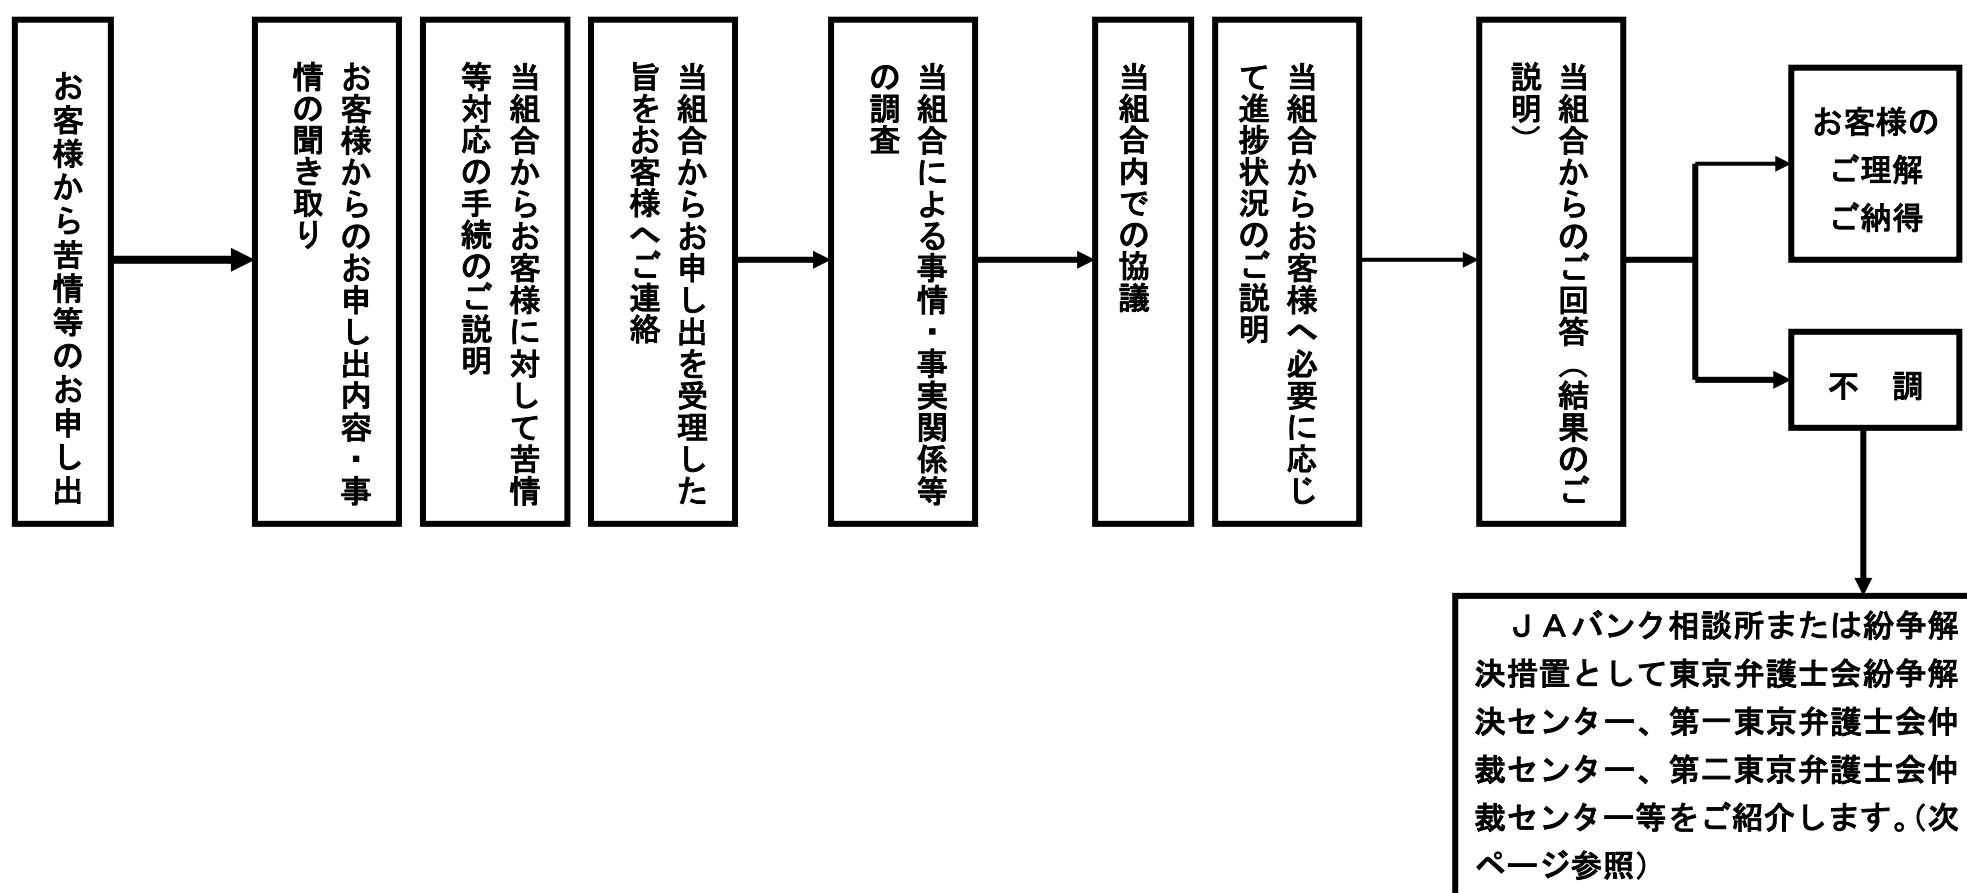 お客様から苦情等のお申し出
お客様からのお申し出内容・事
情の聞き取り
当組合からお客様に対して苦情
等対応の手続のご説明
当組合からお申し出を受理した
旨をお客様へご連絡
当組合による事情・事実関係等
の調査
当組合内での協議
当組合からお客様へ必要に応じ
て進捗状況のご説明
当組合からのご回答（結果のご
説明）
お客様の
ご理解
ご納得
不　調
ＪＡバンク相談所または紛争解
決措置として東京弁護士会紛争解
決センター、第一東京弁護士会仲
裁センター、第二東京弁護士会仲
裁センター等をご紹介します。（次
ページ参照）